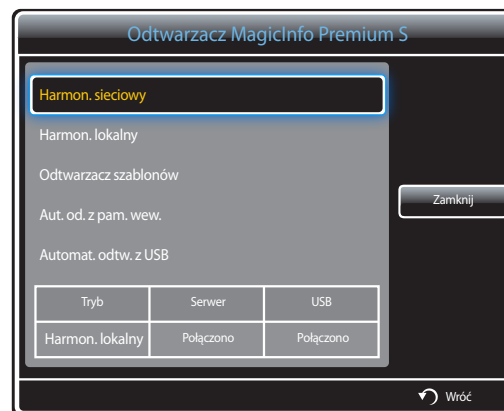 Odtwarzacz MagicInfo Premium S
Harmon. sieciowy
Harmon. lokalny
Odtwarzacz szablonów
Aut. od. z pam. wew.
Automat. odtw. z USB
Zamknij
Tryb Serwer USB
Harmon. lokalny Połączono Połączono
Wróć